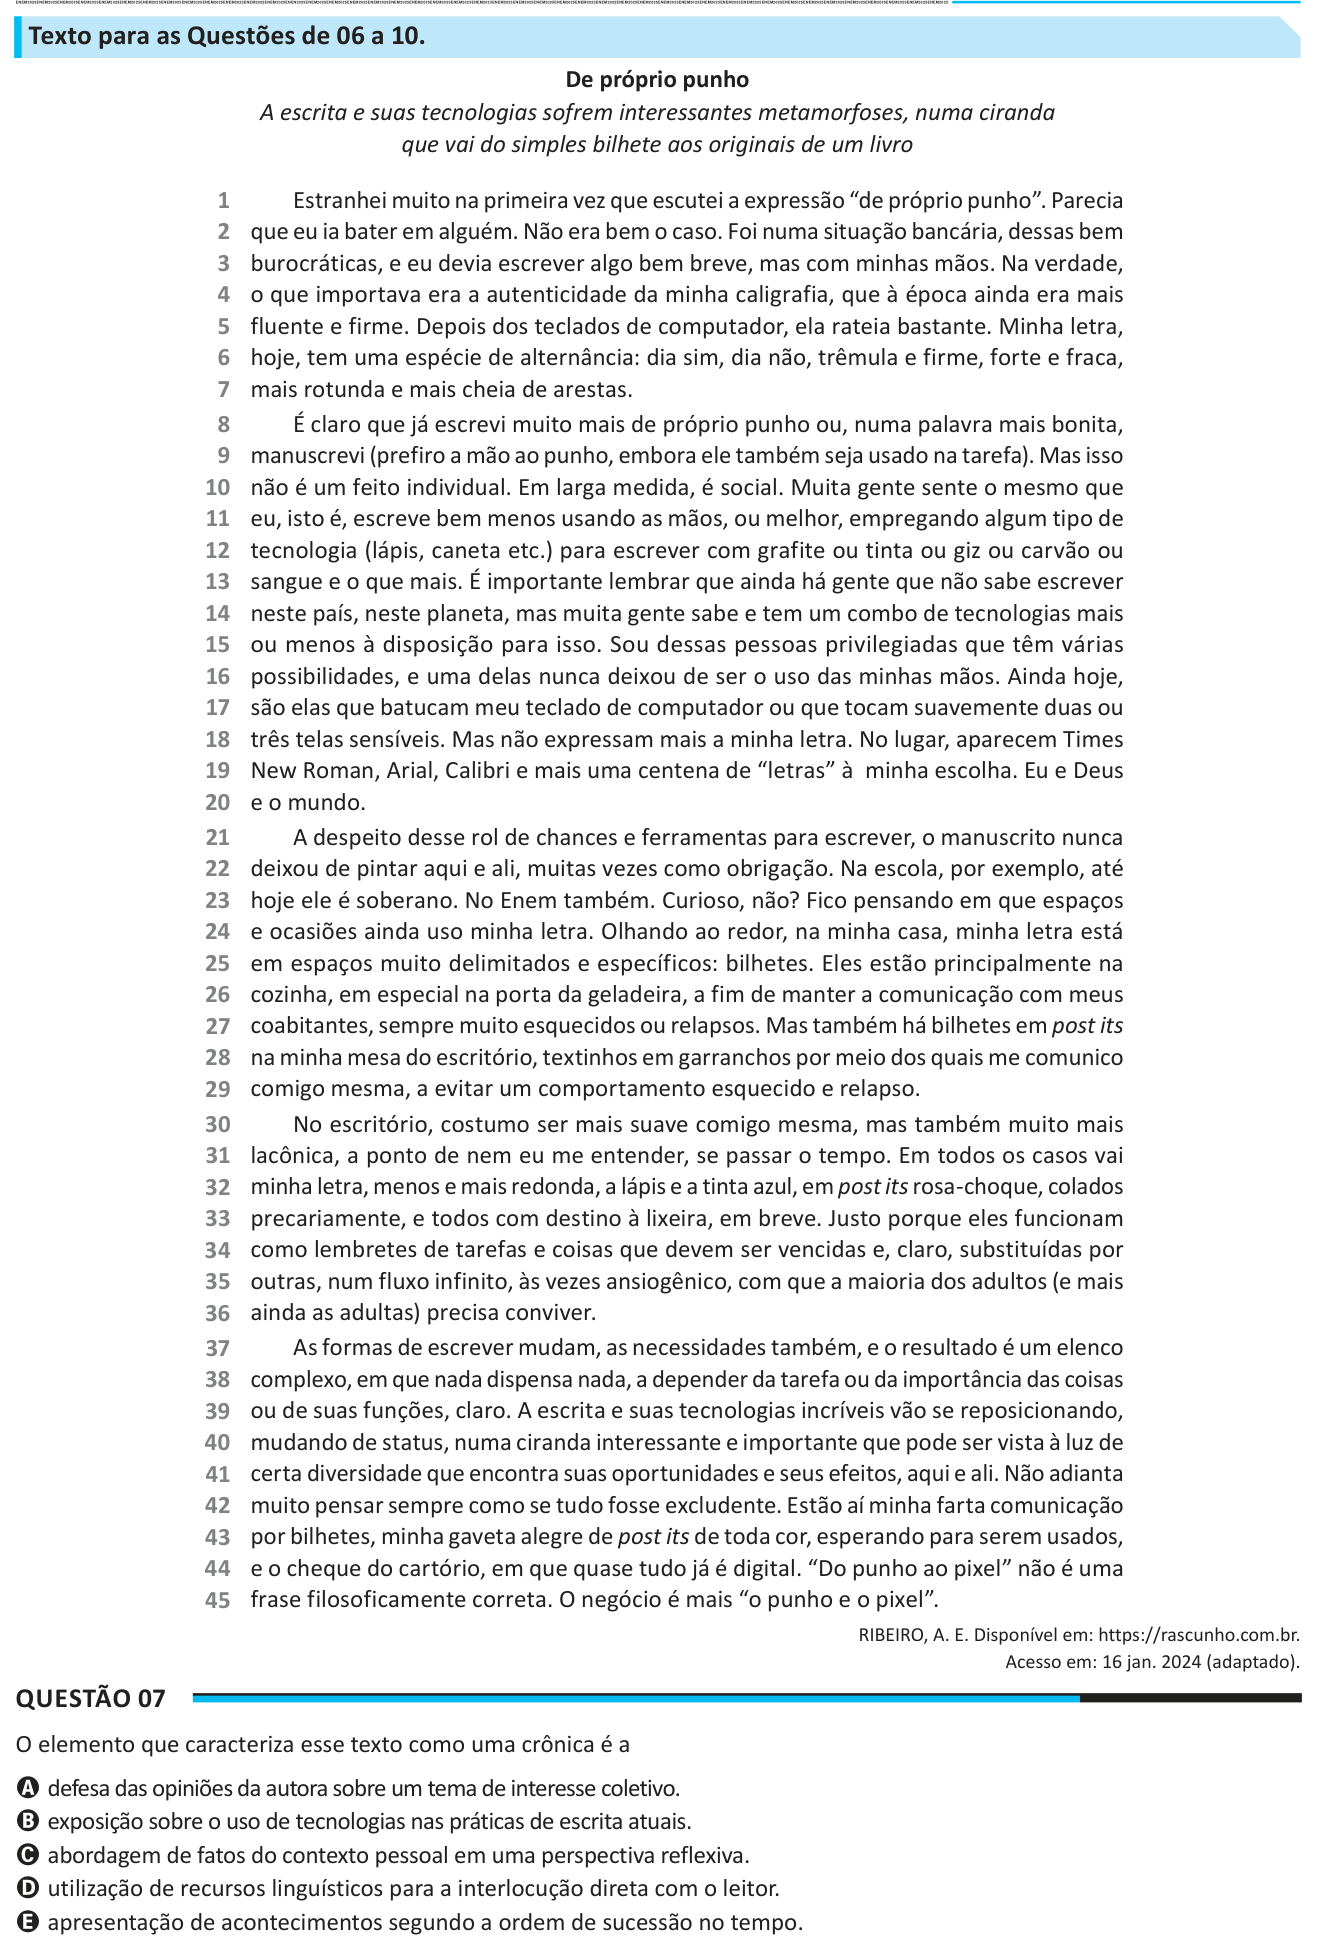 Texto para as Questões de 06 a 10.
De próprio punho
A escrita e suas tecnologias sofrem interessantes metamorfoses, numa ciranda
que vai do simples bilhete aos originais de um livro
1 Estranhei muito na primeira vez que escutei a expressão “de próprio punho”. Parecia
2 que eu ia bater em alguém. Não era bem o caso. Foi numa situação bancária, dessas bem
3 burocráticas, e eu devia escrever algo bem breve, mas com minhas mãos. Na verdade,
4 o que importava era a autenticidade da minha caligrafia, que à época ainda era mais
5 fluente e firme. Depois dos teclados de computador, ela rateia bastante. Minha letra,
6 hoje, tem uma espécie de alternância: dia sim, dia não, trêmula e firme, forte e fraca,
7 mais rotunda e mais cheia de arestas.
8 É claro que já escrevi muito mais de próprio punho ou, numa palavra mais bonita,
9 manuscrevi (prefiro a mão ao punho, embora ele também seja usado na tarefa). Mas isso
10 não é um feito individual. Em larga medida, é social. Muita gente sente o mesmo que
11 eu, isto é, escreve bem menos usando as mãos, ou melhor, empregando algum tipo de
12 tecnologia (lápis, caneta etc.) para escrever com grafite ou tinta ou giz ou carvão ou
13 sangue e o que mais. É importante lembrar que ainda há gente que não sabe escrever
14 neste país, neste planeta, mas muita gente sabe e tem um combo de tecnologias mais
15 ou menos à disposição para isso. Sou dessas pessoas privilegiadas que têm várias
16 possibilidades, e uma delas nunca deixou de ser o uso das minhas mãos. Ainda hoje,
17 são elas que batucam meu teclado de computador ou que tocam suavemente duas ou
18 três telas sensíveis. Mas não expressam mais a minha letra. No lugar, aparecem Times
19 New Roman, Arial, Calibri e mais uma centena de “letras” à minha escolha. Eu e Deus
20 e o mundo.
21 A despeito desse rol de chances e ferramentas para escrever, o manuscrito nunca
22 deixou de pintar aqui e ali, muitas vezes como obrigação. Na escola, por exemplo, até
23 hoje ele é soberano. No Enem também. Curioso, não? Fico pensando em que espaços
24 e ocasiões ainda uso minha letra. Olhando ao redor, na minha casa, minha letra está
25 em espaços muito delimitados e específicos: bilhetes. Eles estão principalmente na
26 cozinha, em especial na porta da geladeira, a fim de manter a comunicação com meus
27 coabitantes, sempre muito esquecidos ou relapsos. Mas também há bilhetes em post its
28 na minha mesa do escritório, textinhos em garranchos por meio dos quais me comunico
29 comigo mesma, a evitar um comportamento esquecido e relapso.
30 No escritório, costumo ser mais suave comigo mesma, mas também muito mais
31 lacônica, a ponto de nem eu me entender, se passar o tempo. Em todos os casos vai
32 minha letra, menos e mais redonda, a lápis e a tinta azul, em post its rosa-choque, colados
33 precariamente, e todos com destino à lixeira, em breve. Justo porque eles funcionam
34 como lembretes de tarefas e coisas que devem ser vencidas e, claro, substituídas por
35 outras, num fluxo infinito, às vezes ansiogênico, com que a maioria dos adultos (e mais
36 ainda as adultas) precisa conviver.
37 As formas de escrever mudam, as necessidades também, e o resultado é um elenco
38 complexo, em que nada dispensa nada, a depender da tarefa ou da importância das coisas
39 ou de suas funções, claro. A escrita e suas tecnologias incríveis vão se reposicionando,
40 mudando de status, numa ciranda interessante e importante que pode ser vista à luz de
41 certa diversidade que encontra suas oportunidades e seus efeitos, aqui e ali. Não adianta
42 muito pensar sempre como se tudo fosse excludente. Estão aí minha farta comunicação
43 por bilhetes, minha gaveta alegre de post its de toda cor, esperando para serem usados,
44 e o cheque do cartório, em que quase tudo já é digital. “Do punho ao pixel” não é uma
45 frase filosoficamente correta. O negócio é mais “o punho e o pixel”.
RIBEIRO, A. E. Disponível em: https://rascunho.com.br.
Acesso em: 16 jan. 2024 (adaptado).
QUESTÃO 07
O elemento que caracteriza esse texto como uma crônica é a
A defesa das opiniões da autora sobre um tema de interesse coletivo.
B exposição sobre o uso de tecnologias nas práticas de escrita atuais.
C abordagem de fatos do contexto pessoal em uma perspectiva reflexiva.
D utilização de recursos linguísticos para a interlocução direta com o leitor.
E apresentação de acontecimentos segundo a ordem de sucessão no tempo.